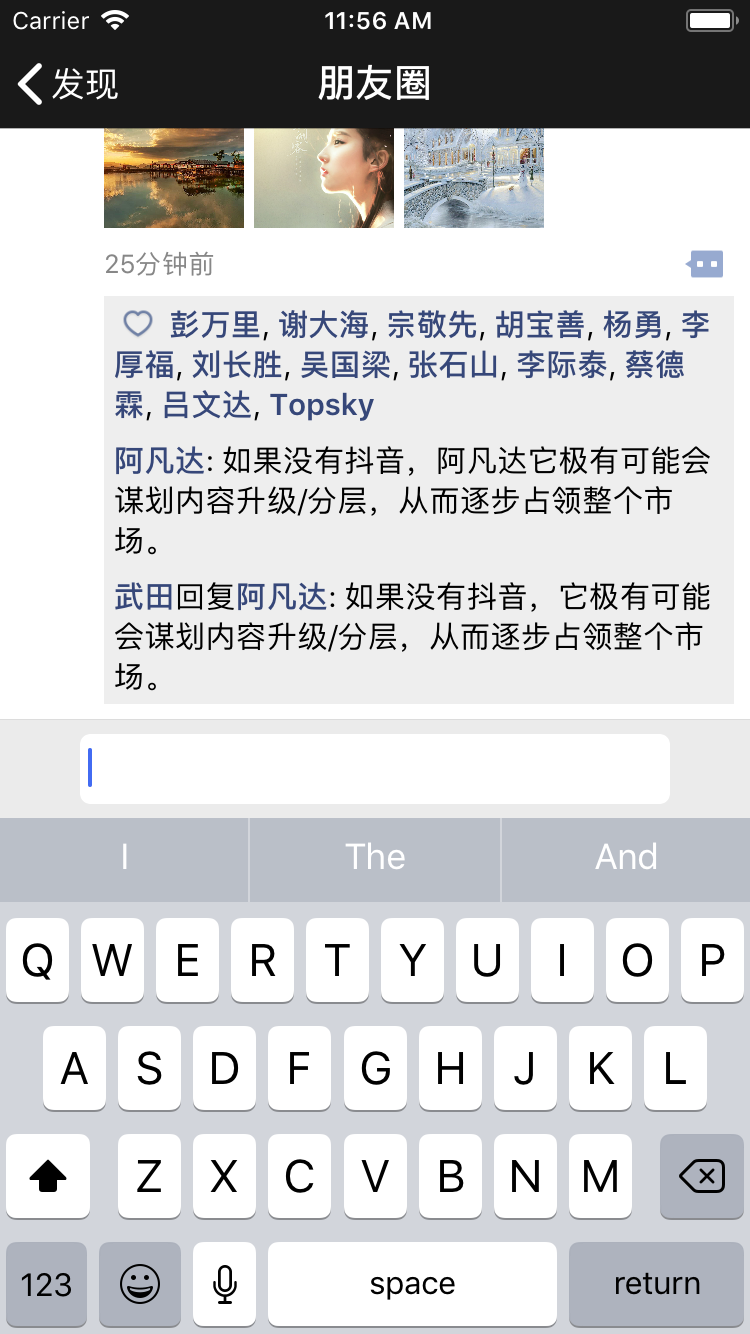 Carrier 11:56 AM
发现 朋友圈
25分钟前
彭万里, 谢大海, 宗敬先, 胡宝善, 杨勇, 李
厚福, 刘长胜, 吴国梁, 张石山, 李际泰, 蔡德
霖, 吕文达, Topsky
阿凡达: 如果没有抖音，阿凡达它极有可能会
谋划内容升级/分层，从而逐步占领整个市
场。
武田回复阿凡达: 如果没有抖音，它极有可能
会谋划内容升级/分层，从而逐步占领整个市
场。
I The And
Q W E R T Y U I O P
A S D F G H J K L
Z X C V B N M
123 space return